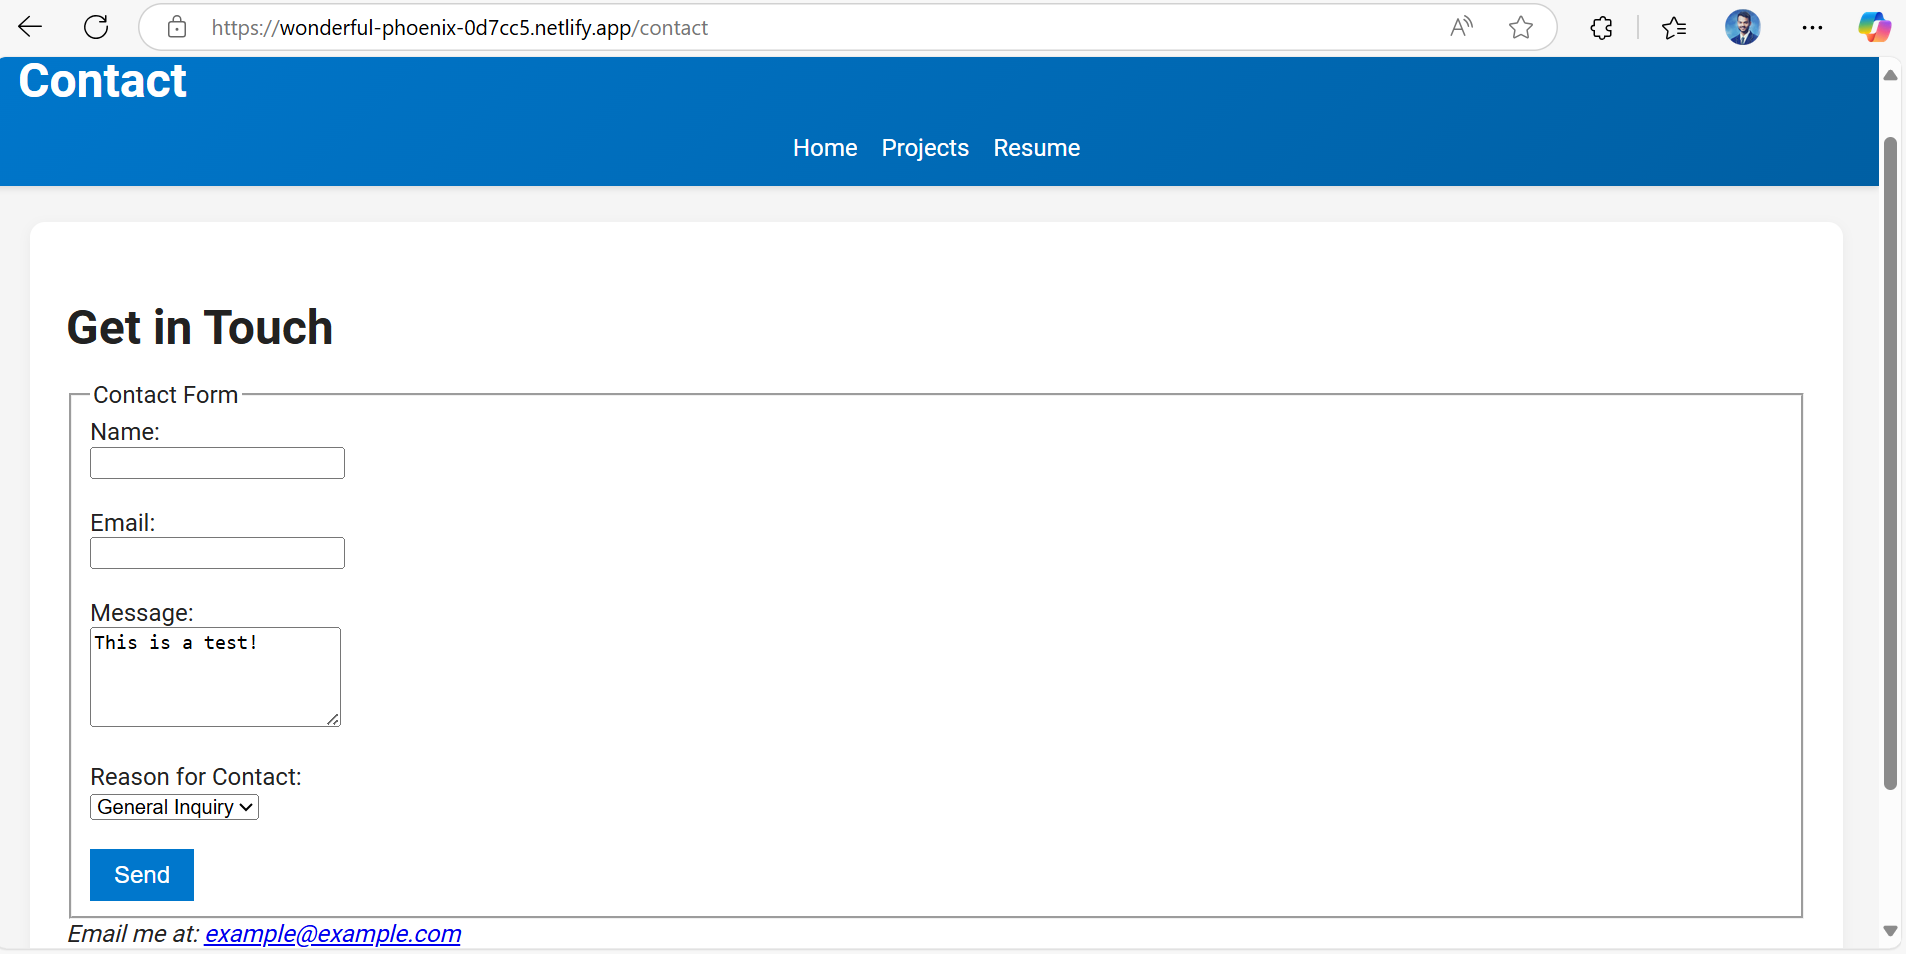 https://wonderful-phoenix-0d7cc5.netlify.app/contact
Contact
Home Projects Resume
Get in Touch
Contact Form
Name:
Email:
Message:
This is a test!
Reason for Contact:
General Inquiry
Send
Email me at: example@example.com